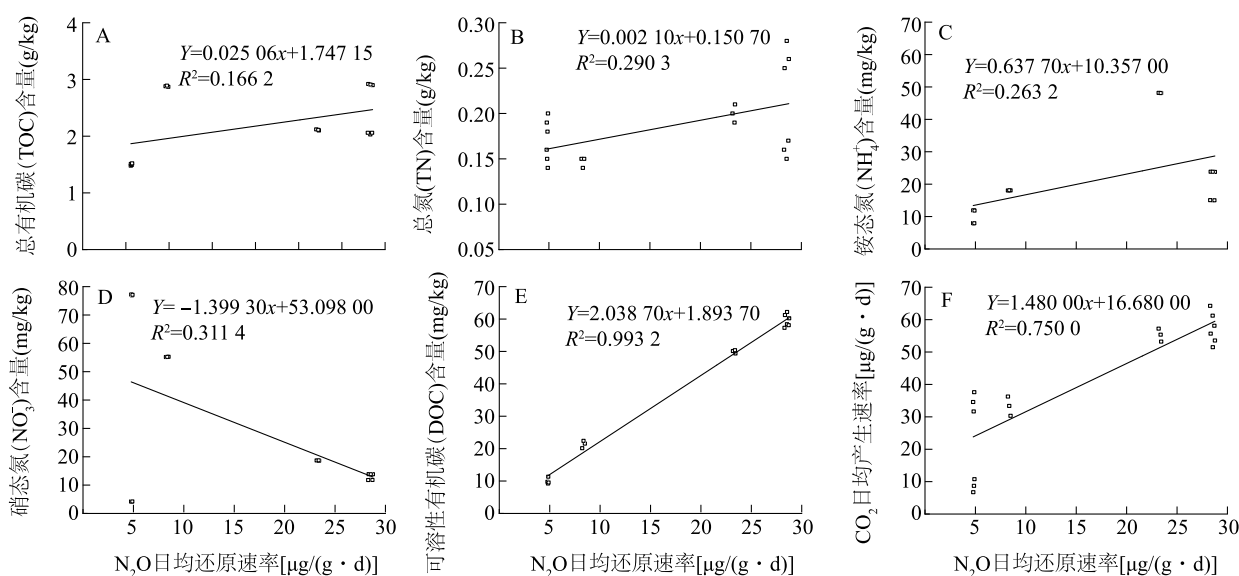 总有机碳(TOC)含量(g/kg)
4
3
2
1
0
A
Y=0.025 06x+1.747 15
R²=0.166 2
总氮(TN)含量(g/kg)
0.30
0.25
0.20
0.15
0.10
0.05
B
Y=0.002 10x+0.150 70
R²=0.290 3
铵态氮(NH₄⁺)含量(mg/kg)
70
60
50
40
30
20
10
0
C
Y=0.637 70x+10.357 00
R²=0.263 2
硝态氮(NO₃⁻)含量(mg/kg)
80
70
60
50
40
30
20
10
0
D
Y= −1.399 30x+53.098 00
R²=0.311 4
5 10 15 20 25 30
N₂O日均还原速率[μg/(g·d)]
可溶性有机碳(DOC)含量(mg/kg)
70
60
50
40
30
20
10
0
E
Y=2.038 70x+1.893 70
R²=0.993 2
5 10 15 20 25 30
N₂O日均还原速率[μg/(g·d)]
CO₂日均产生速率[μg/(g·d)]
70
60
50
40
30
20
10
0
F
Y=1.480 00x+16.680 00
R²=0.750 0
5 10 15 20 25 30
N₂O日均还原速率[μg/(g·d)]